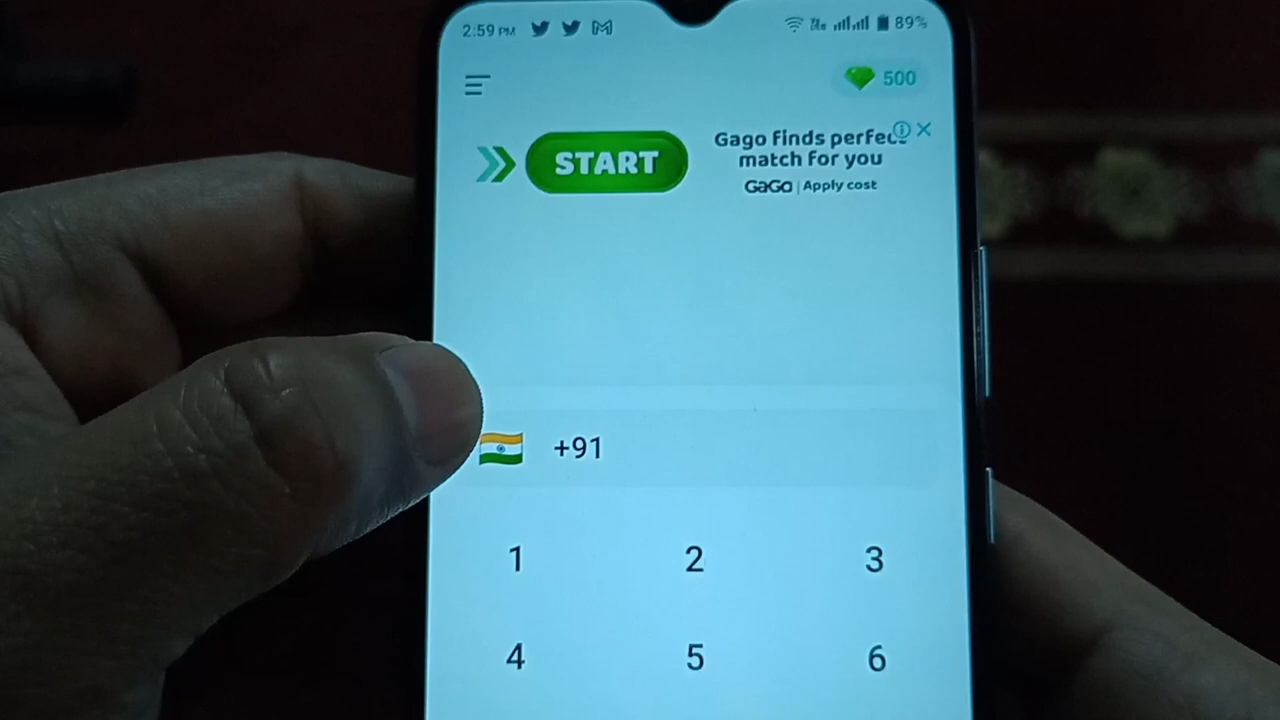 2:59 PM
89%
500
START
Gago finds perfect
match for you
GaGo | Apply cost
+91
1 2 3
4 5 6